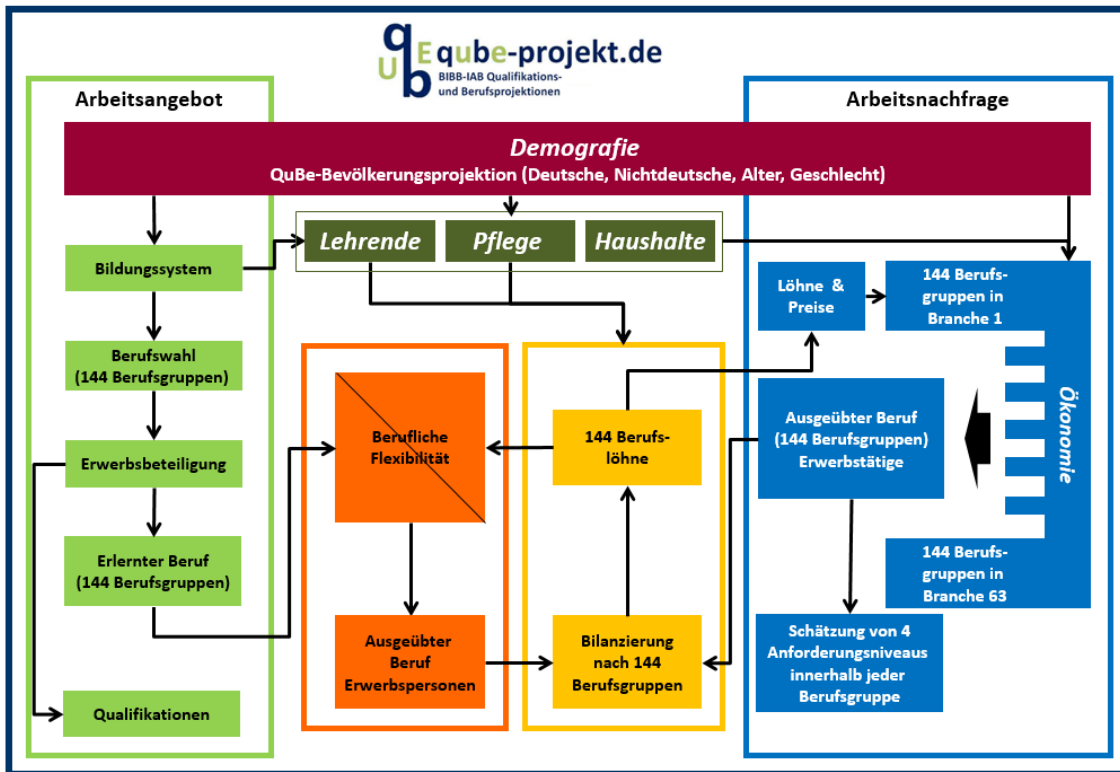 qube-projekt.de
BIBB-IAB Qualifikations-
und Berufsprojektionen
Arbeitsangebot
Arbeitsnachfrage
Demografie
QuBe-Bevölkerungsprojektion (Deutsche, Nichtdeutsche, Alter, Geschlecht)
Lehrende
Pflege
Haushalte
Bildungssystem
Berufswahl
(144 Berufsgruppen)
Erwerbsbeteiligung
Erlernter Beruf
(144 Berufsgruppen)
Qualifikationen
Berufliche
Flexibilität
Ausgeübter
Beruf
Erwerbspersonen
144 Berufs-
löhne
Bilanzierung
nach 144
Berufsgruppen
Löhne &
Preise
144 Berufs-
gruppen in
Branche 1
Ausgeübter Beruf
(144 Berufsgruppen)
Erwerbstätige
Ökonomie
144 Berufs-
gruppen in
Branche 63
Schätzung von 4
Anforderungsniveaus
innerhalb jeder
Berufsgruppe